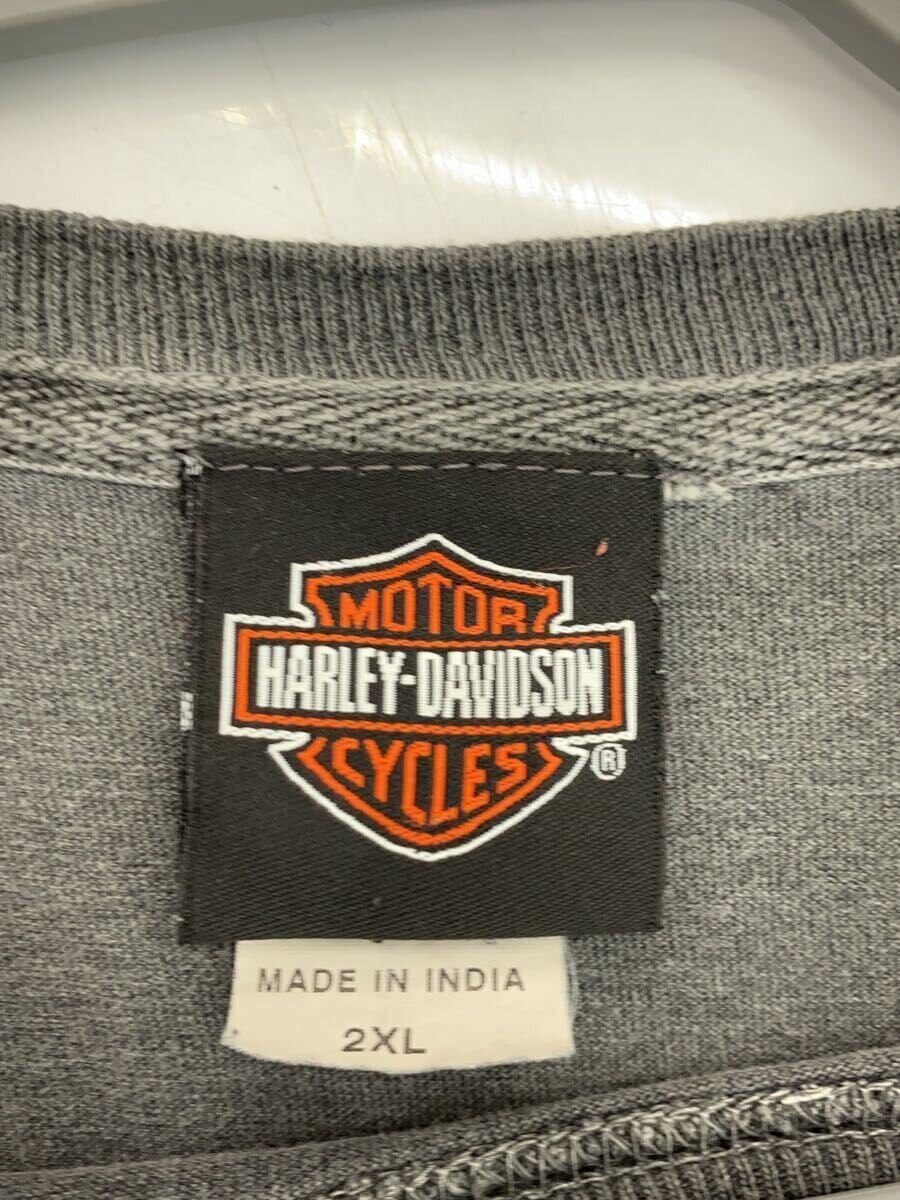 MOTOR
HARLEY-DAVIDSON
CYCLES ®
MADE IN INDIA
2XL